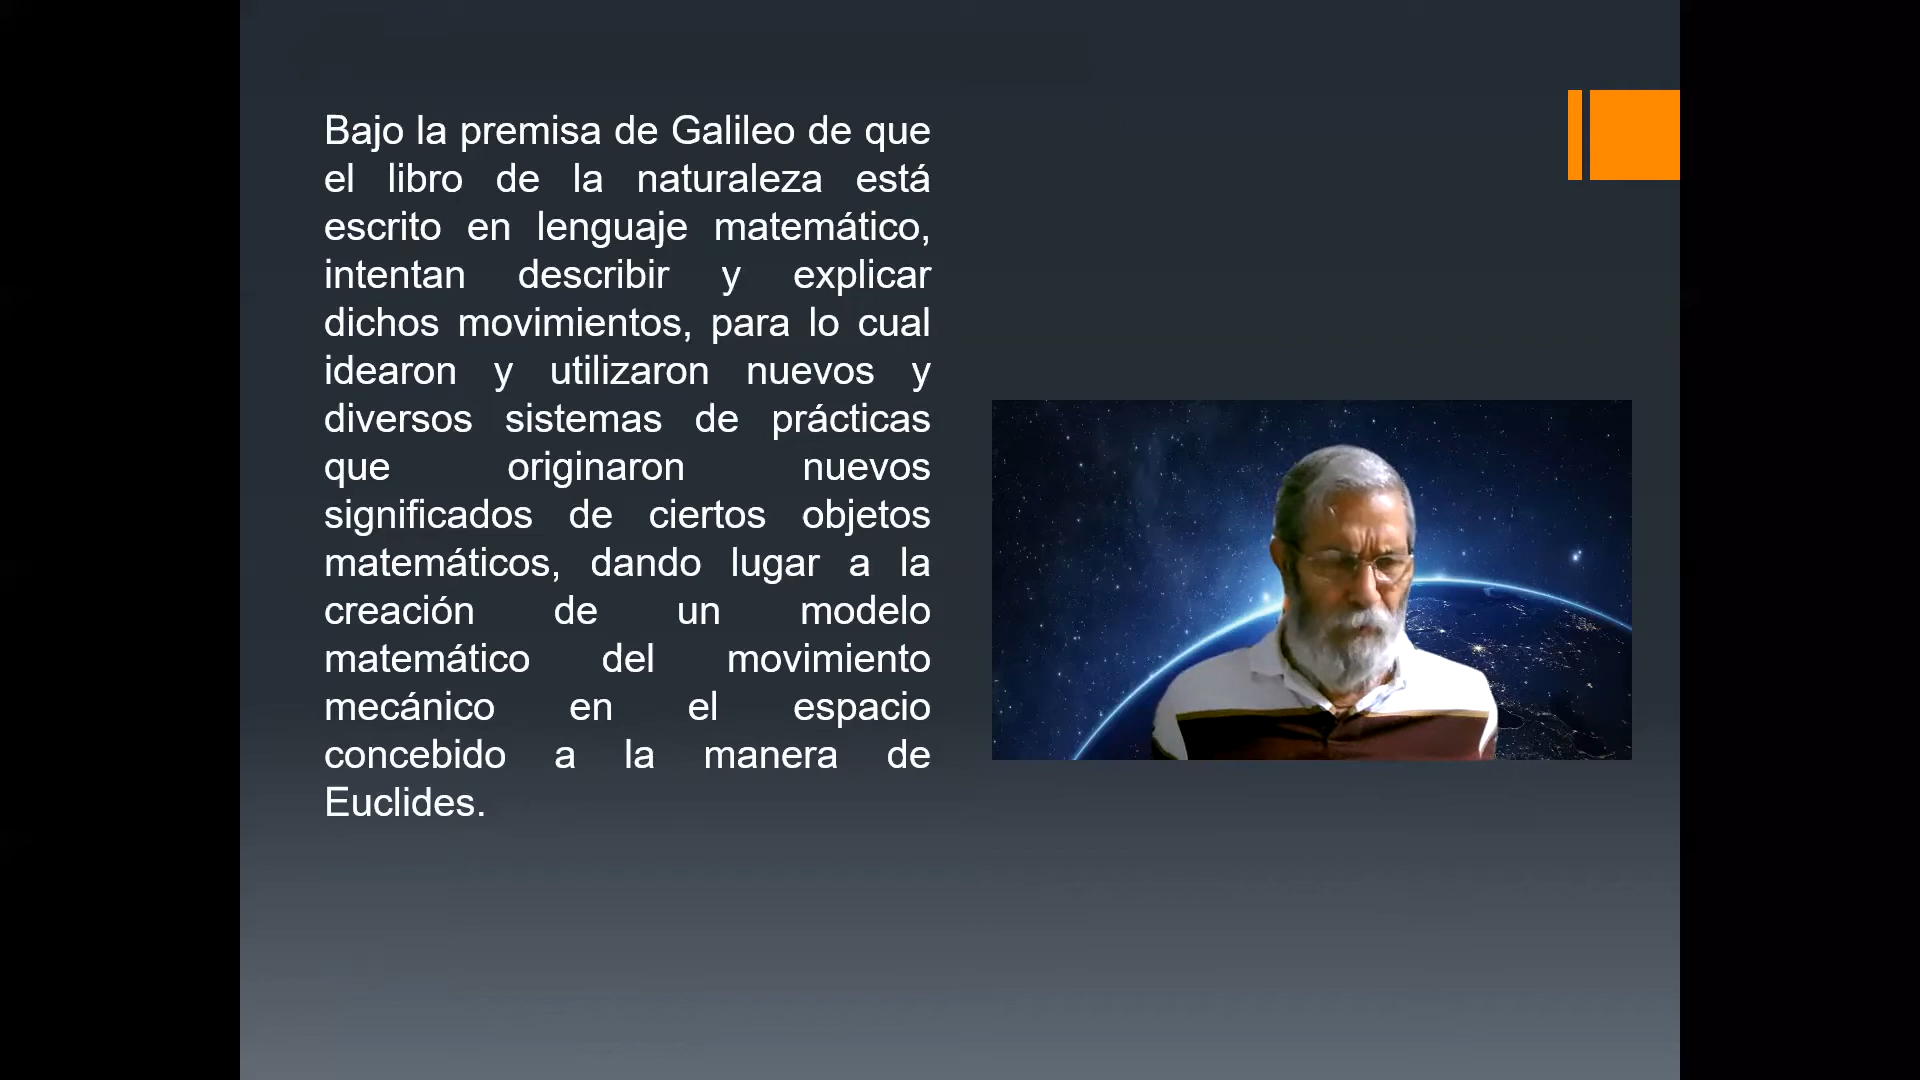 Bajo la premisa de Galileo de que
el libro de la naturaleza está
escrito en lenguaje matemático,
intentan describir y explicar
dichos movimientos, para lo cual
idearon y utilizaron nuevos y
diversos sistemas de prácticas
que originaron nuevos
significados de ciertos objetos
matemáticos, dando lugar a la
creación de un modelo
matemático del movimiento
mecánico en el espacio
concebido a la manera de
Euclides.